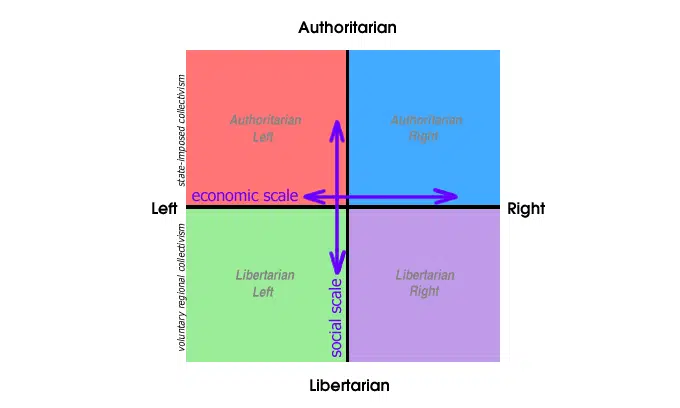 Authoritarian
state-imposed collectivism
Authoritarian
Left
Authoritarian
Right
economic scale
Left
Right
voluntary regional collectivism
Libertarian
Left
Libertarian
Right
social scale
Libertarian